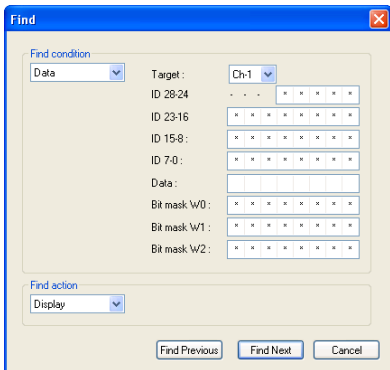 Find
Find condition
Data Target : Ch-1
ID 28-24 - - - * * * * *
ID 23-16 * * * * * * * *
ID 15-8 : * * * * * * * *
ID 7-0 : * * * * * * * *
Data :
Bit mask W0 : * * * * * * * *
Bit mask W1 : * * * * * * * *
Bit mask W2 : * * * * * * * *
Find action
Display
Find Previous Find Next Cancel